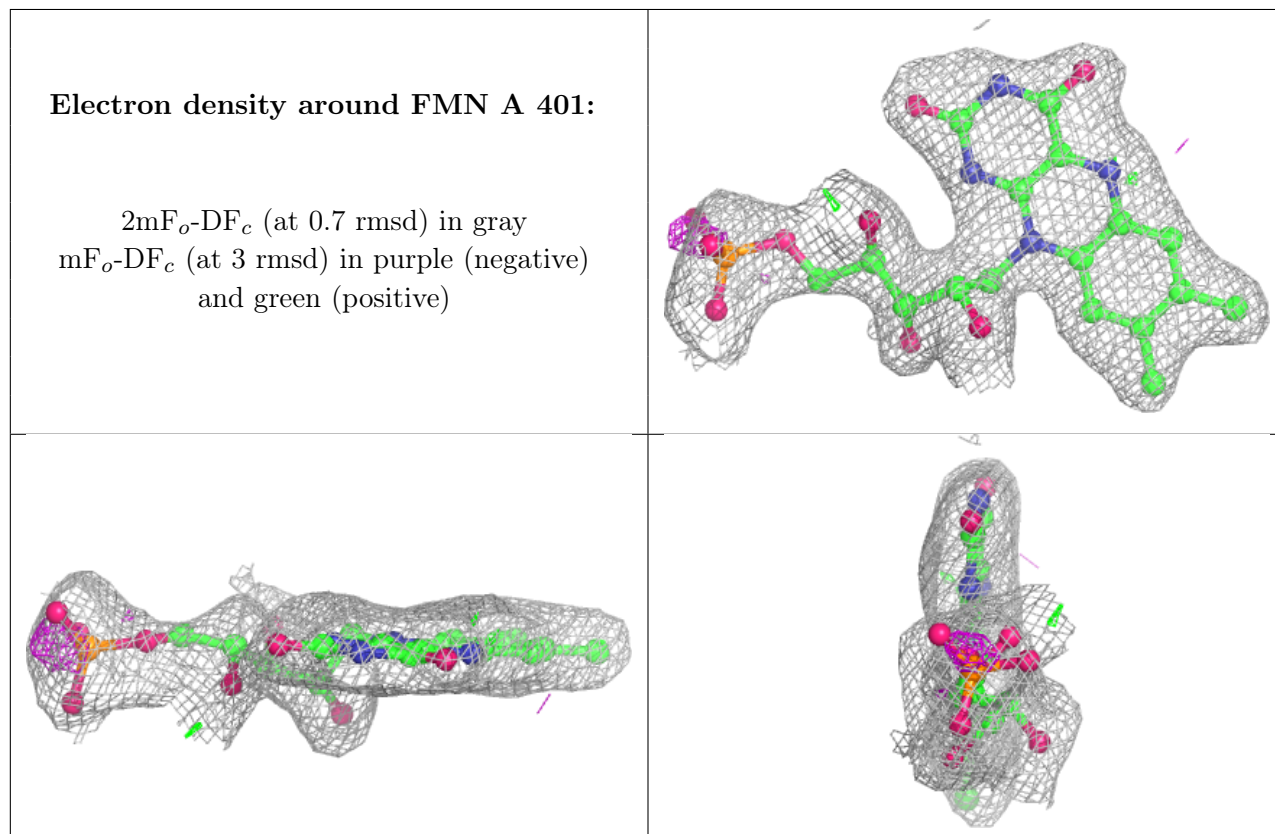 Electron density around FMN A 401:
2mFo-DFc (at 0.7 rmsd) in gray
mFo-DFc (at 3 rmsd) in purple (negative)
and green (positive)